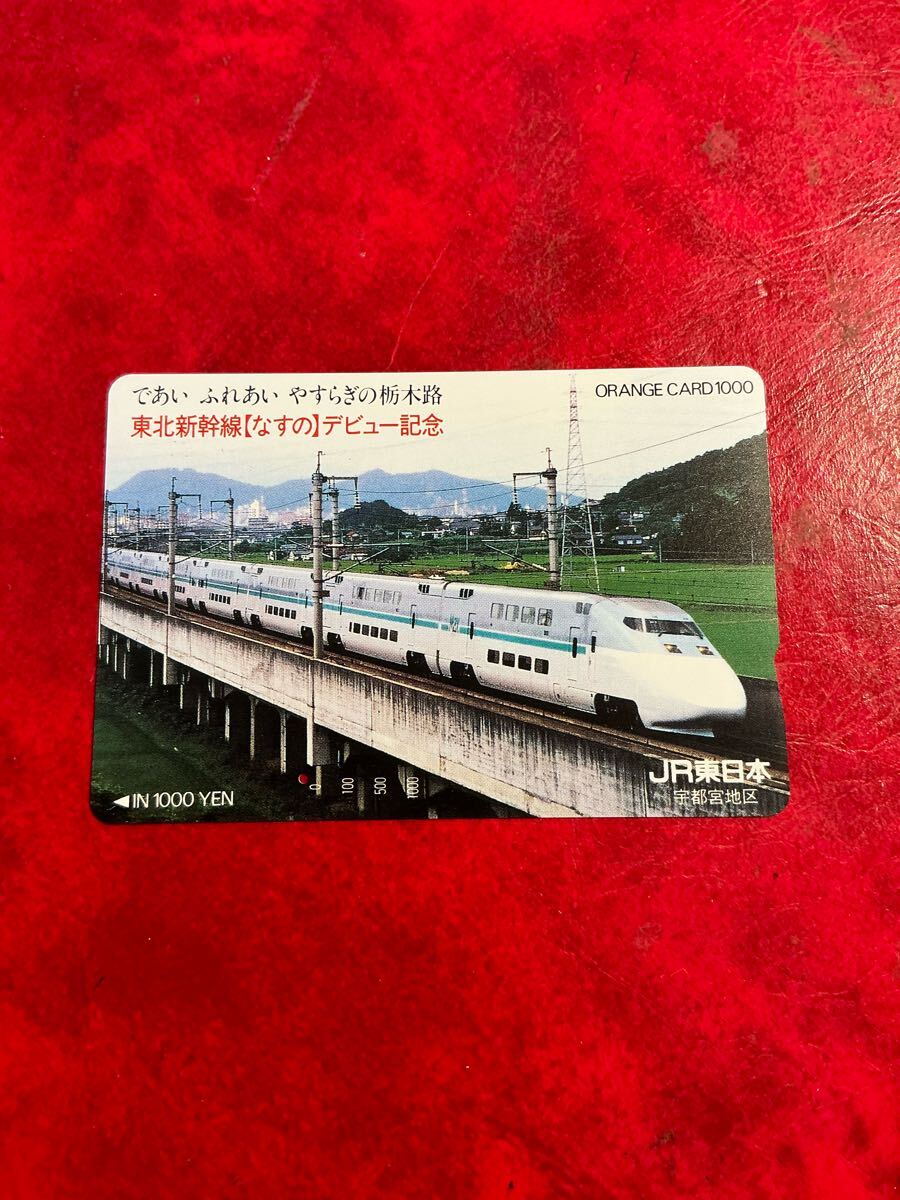 であい ふれあい やすらぎの栃木路
ORANGE CARD1000
東北新幹線【なすの】デビュー記念
JR東日本
宇都宮地区
◀IN 1000 YEN
0 100 500 1000